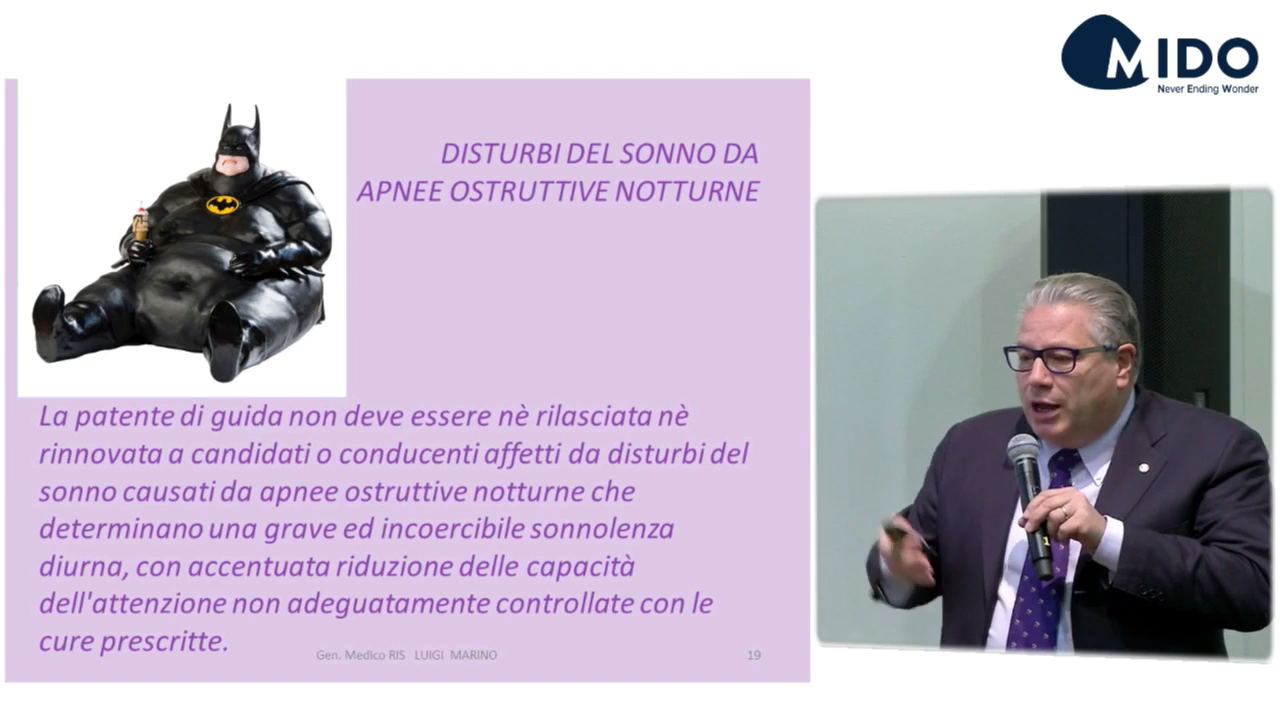 MIDO
Never Ending Wonder
DISTURBI DEL SONNO DA
APNEE OSTRUTTIVE NOTTURNE
La patente di guida non deve essere nè rilasciata nè
rinnovata a candidati o conducenti affetti da disturbi del
sonno causati da apnee ostruttive notturne che
determinano una grave ed incoercibile sonnolenza
diurna, con accentuata riduzione delle capacità
dell'attenzione non adeguatamente controllate con le
cure prescritte.
Gen. Medico RIS LUIGI MARINO 19